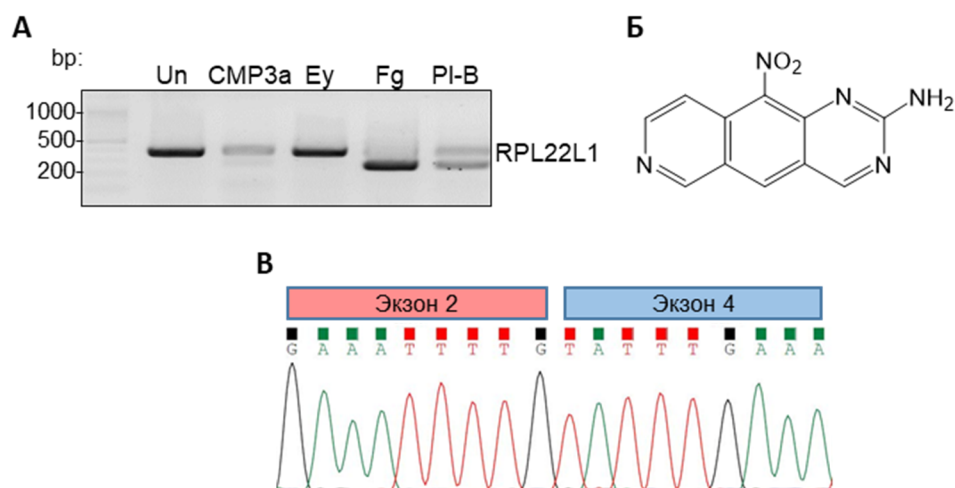 А
bp:
Un CMP3a Ey Fg Pl-B
1000
500
200
RPL22L1
Б
NO2
N
NH2
N
N
В
Экзон 2 Экзон 4
G A A A T T T T G T A T T T G A A A